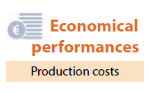 Economical
performances
Production costs